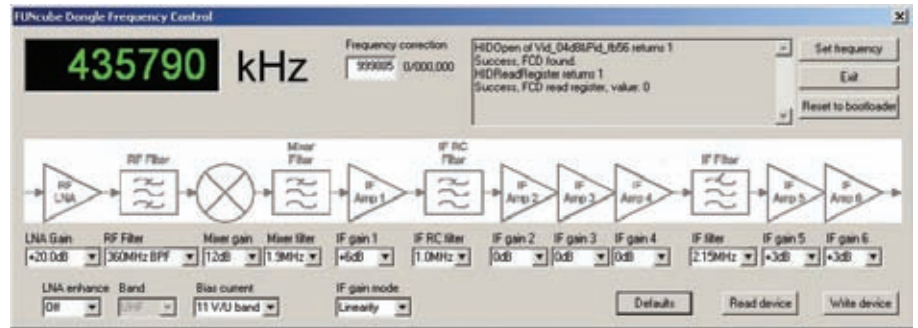 FUNcube Dongle Frequency Control
435790 kHz
Frequency correction
999885 0/000,000
HIDOpen of Vid_04d8&Pid_fb56 returns 1
Success, FCD found.
HIDReadRegister returns 1
Success, FCD read register, value: 0
Set frequency
Exit
Reset to bootloader
RF LNA
RF Filter
Mixer Filter
IF Amp 1
IF RC Filter
IF Amp 2
IF Amp 3
IF Amp 4
IF Filter
IF Amp 5
IF Amp 6
LNA Gain RF Filter Mixer gain Mixer filter IF gain 1 IF RC filter IF gain 2 IF gain 3 IF gain 4 IF filter IF gain 5 IF gain 6
+20.0dB 360MHz BPF 12dB 1.9MHz +6dB 1.0MHz 0dB 0dB 0dB 2.15MHz +3dB +3dB
LNA enhance Band Bias current IF gain mode
Off UHF 11 V/U band Linearity
Defaults Read device Write device